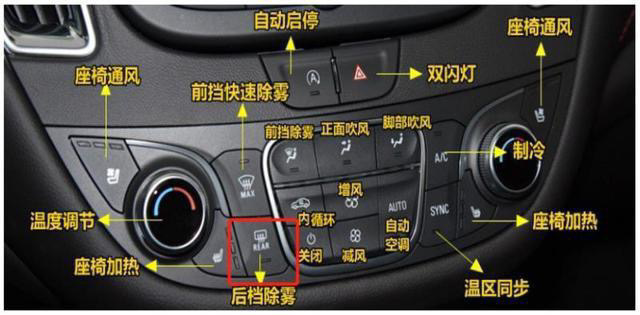 自动启停
座椅通风
座椅通风
双闪灯
前挡快速除雾
前挡除雾
正面吹风
脚部吹风
A
MAX
A/C
制冷
增风
AUTO
内循环
自动
空调
SYNC
温度调节
座椅加热
REAR
关闭
减风
座椅加热
温区同步
后档除雾